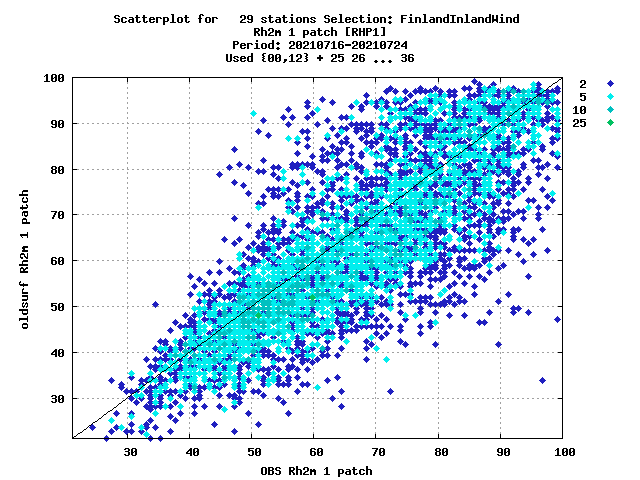 Scatterplot for 29 stations Selection: FinlandInlandWind
Rh2m 1 patch [RHP1]
Period: 20210716-20210724
Used {00,12} + 25 26 ... 36
100
90
80
70
60
50
40
30
oldsurf Rh2m 1 patch
2
5
10
25
30 40 50 60 70 80 90 100
OBS Rh2m 1 patch